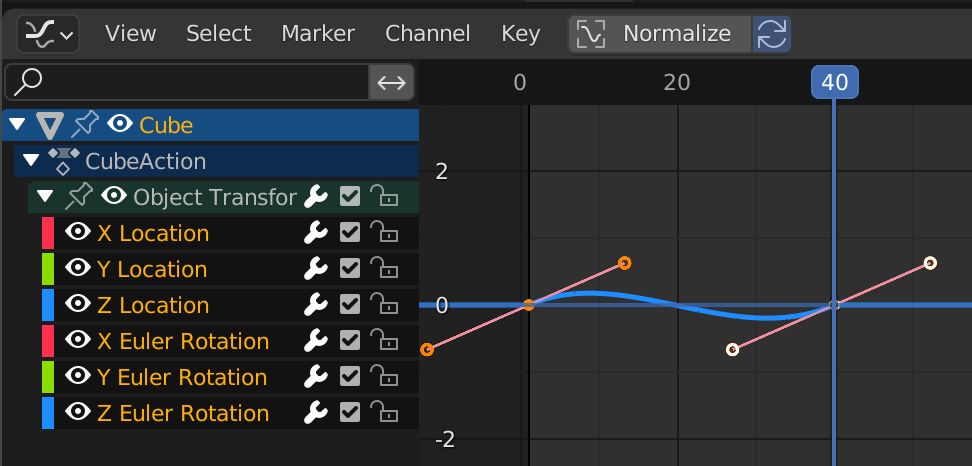 View Select Marker Channel Key Normalize
0 20 40
Cube
CubeAction
2
Object Transfor
X Location
Y Location
Z Location
0
X Euler Rotation
Y Euler Rotation
Z Euler Rotation
-2